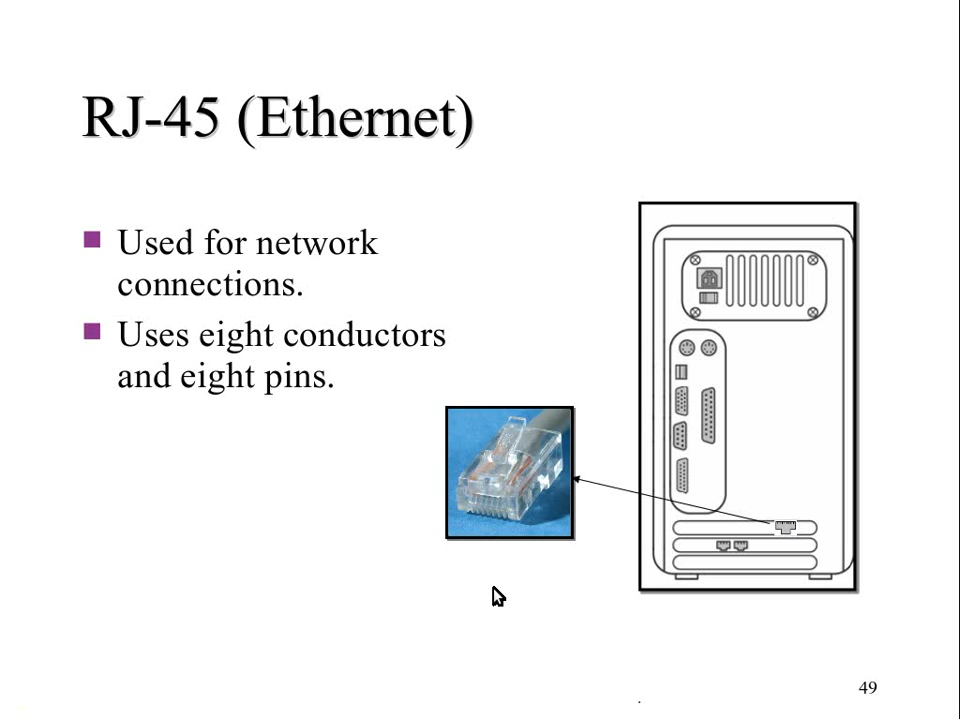 RJ-45 (Ethernet)
Used for network
connections.
Uses eight conductors
and eight pins.
49